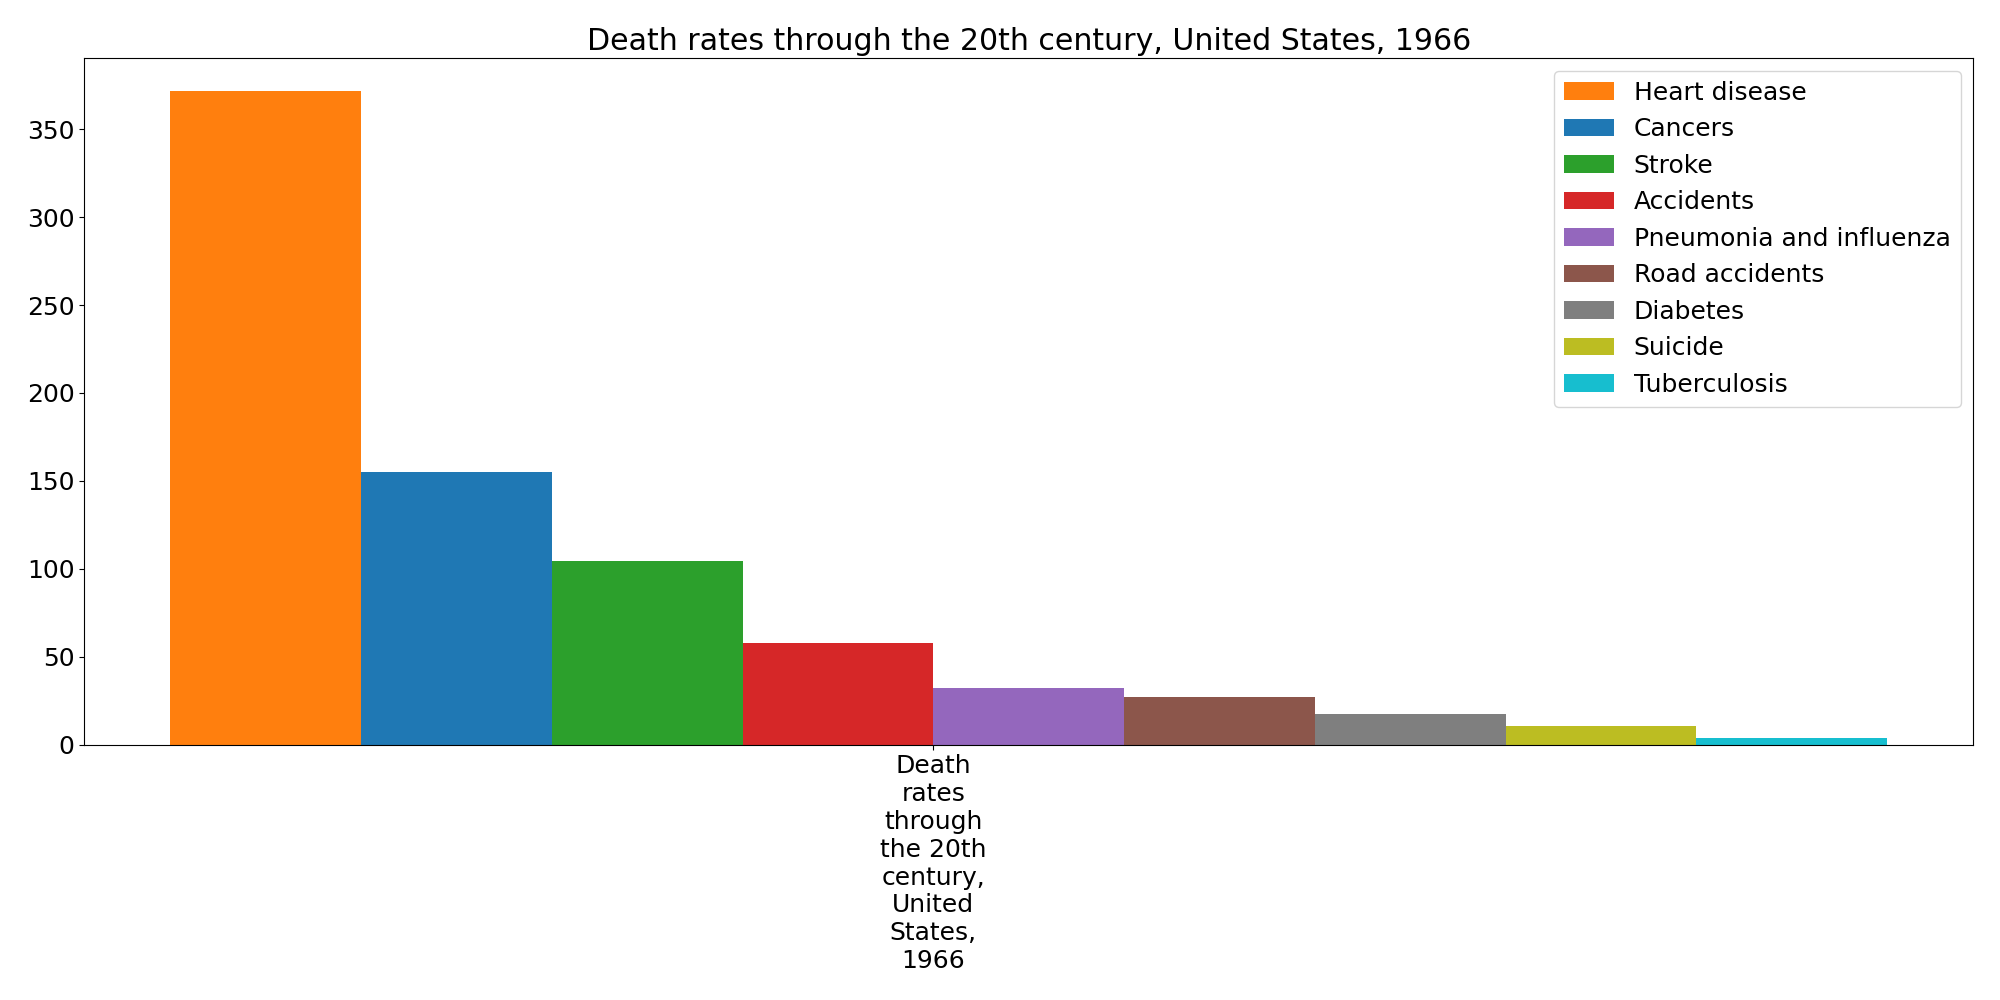 Death rates through the 20th century, United States, 1966
350
300
250
200
150
100
50
0
Heart disease
Cancers
Stroke
Accidents
Pneumonia and influenza
Road accidents
Diabetes
Suicide
Tuberculosis
Death
rates
through
the 20th
century,
United
States,
1966